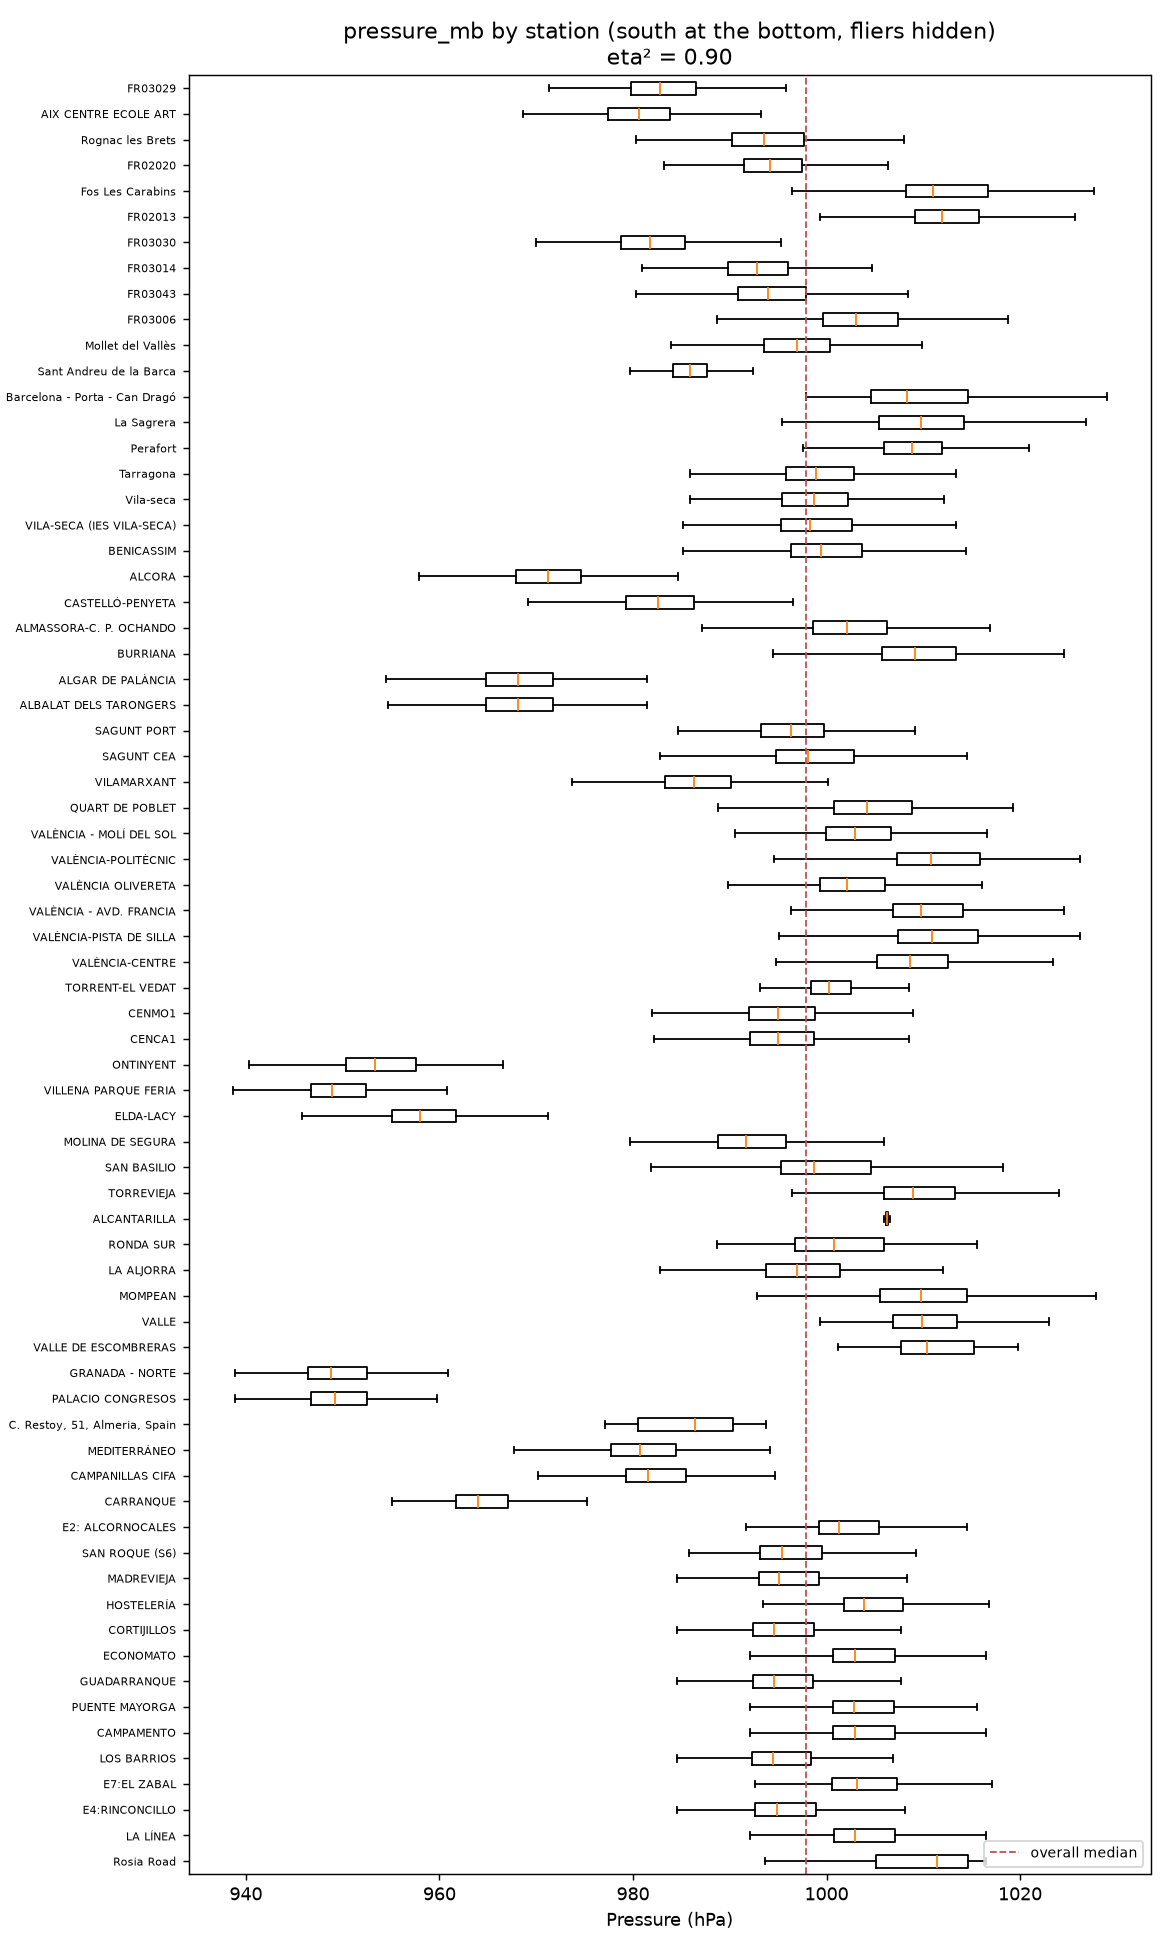 pressure_mb by station (south at the bottom, fliers hidden)
eta² = 0.90
FR03029
AIX CENTRE ECOLE ART
Rognac les Brets
FR02020
Fos Les Carabins
FR02013
FR03030
FR03014
FR03043
FR03006
Mollet del Vallès
Sant Andreu de la Barca
Barcelona - Porta - Can Dragó
La Sagrera
Perafort
Tarragona
Vila-seca
VILA-SECA (IES VILA-SECA)
BENICASSIM
ALCORA
CASTELLÓ-PENYETA
ALMASSORA-C. P. OCHANDO
BURRIANA
ALGAR DE PALÀNCIA
ALBALAT DELS TARONGERS
SAGUNT PORT
SAGUNT CEA
VILAMARXANT
QUART DE POBLET
VALÈNCIA - MOLÍ DEL SOL
VALÈNCIA-POLITÈCNIC
VALÈNCIA OLIVERETA
VALÈNCIA - AVD. FRANCIA
VALÈNCIA-PISTA DE SILLA
VALÈNCIA-CENTRE
TORRENT-EL VEDAT
CENMO1
CENCA1
ONTINYENT
VILLENA PARQUE FERIA
ELDA-LACY
MOLINA DE SEGURA
SAN BASILIO
TORREVIEJA
ALCANTARILLA
RONDA SUR
LA ALJORRA
MOMPEAN
VALLE
VALLE DE ESCOMBRERAS
GRANADA - NORTE
PALACIO CONGRESOS
C. Restoy, 51, Almeria, Spain
MEDITERRÁNEO
CAMPANILLAS CIFA
CARRANQUE
E2: ALCORNOCALES
SAN ROQUE (S6)
MADREVIEJA
HOSTELERÍA
CORTIJILLOS
ECONOMATO
GUADARRANQUE
PUENTE MAYORGA
CAMPAMENTO
LOS BARRIOS
E7:EL ZABAL
E4:RINCONCILLO
LA LÍNEA
Rosia Road
overall median
940 960 980 1000 1020
Pressure (hPa)